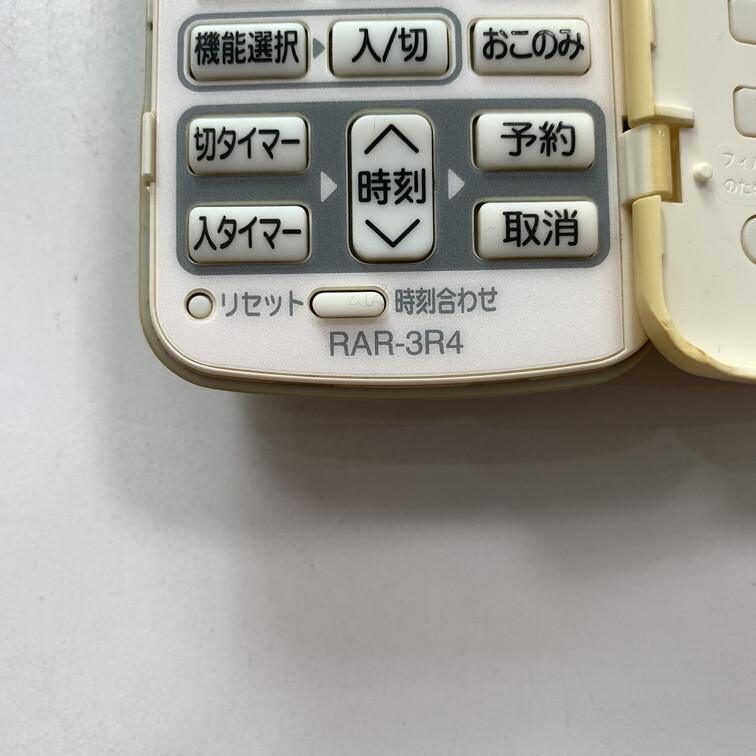 機能選択 入/切 おこのみ
切タイマー 時刻 予約
入タイマー 取消
リセット 時刻合わせ
RAR-3R4